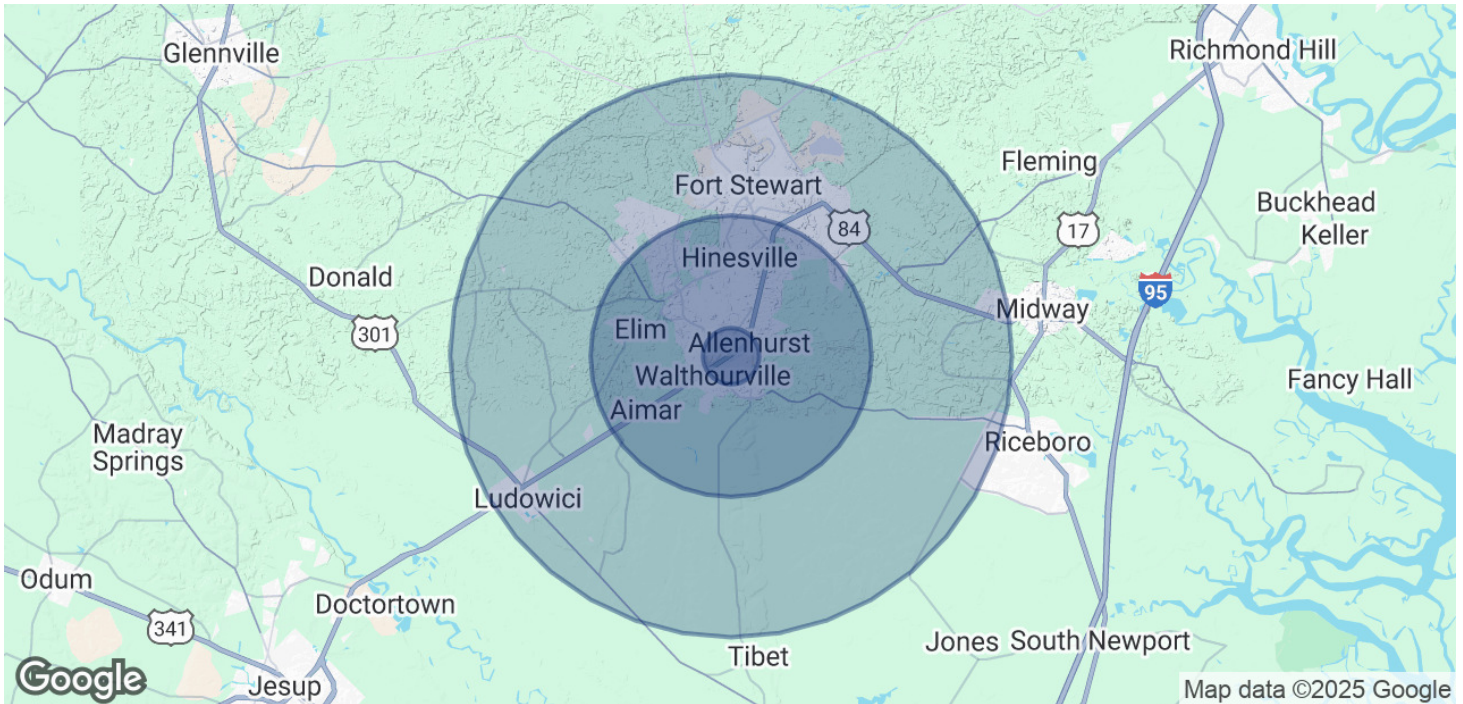 Glennville
Richmond Hill
Fleming
Fort Stewart
Buckhead
Keller
84
17
Hinesville
Donald
95
Midway
301
Elim
Allenhurst
Walthourville
Fancy Hall
Aimar
Madray
Springs
Riceboro
Ludowici
Odum
Doctortown
341
Jones
South Newport
Tibet
Google
Jesup
Map data ©2025 Google